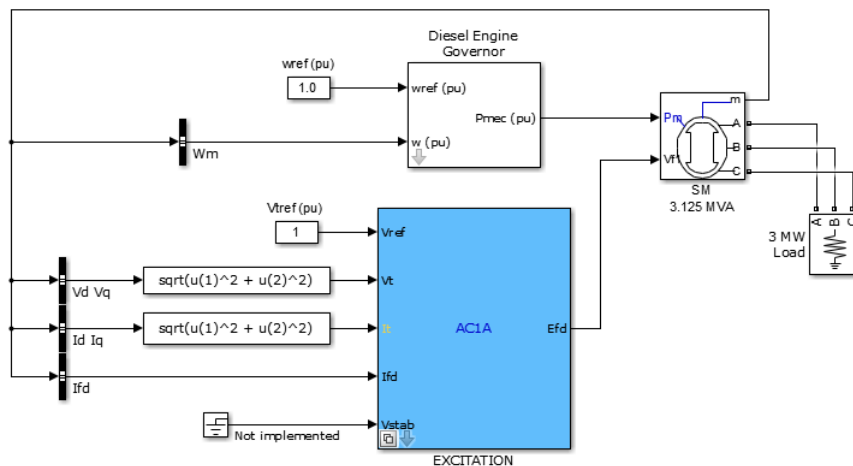 Diesel Engine
Governor
wref (pu)
1.0
wref (pu)
Pmec (pu)
w (pu)
Wm
m
Pm
A
B
Vf1
C
SM
3.125 MVA
A B C
3 MW
Load
Vtref (pu)
1
Vref
Vd Vq
sqrt(u(1)^2 + u(2)^2)
Vt
Id Iq
sqrt(u(1)^2 + u(2)^2)
It
AC1A
Efd
Ifd
Ifd
Vstab
Not implemented
EXCITATION